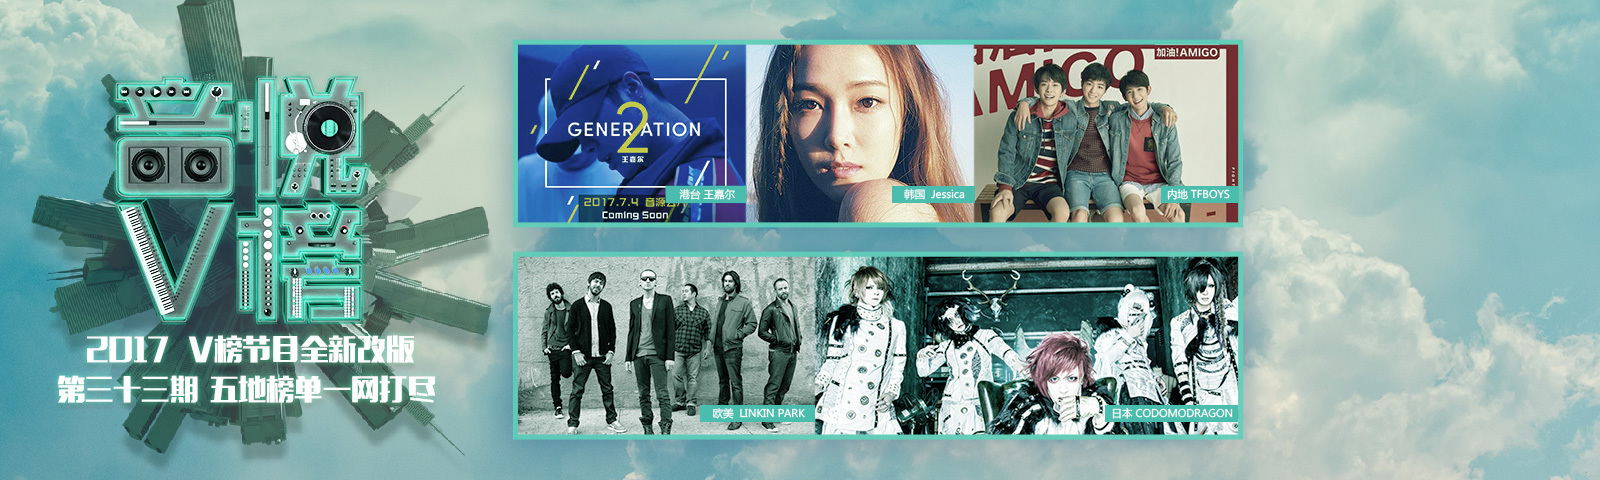 音悦
V榜
2017 V榜节目全新改版
第三十三期 五地榜单一网打尽
2
GENERATION
王嘉尔
2017.7.4 音源公
Coming Soon
港台 王嘉尔
韩国 Jessica
加油!AMIGO
AMIGO
内地 TFBOYS
欧美 LINKIN PARK
日本 CODOMODRAGON